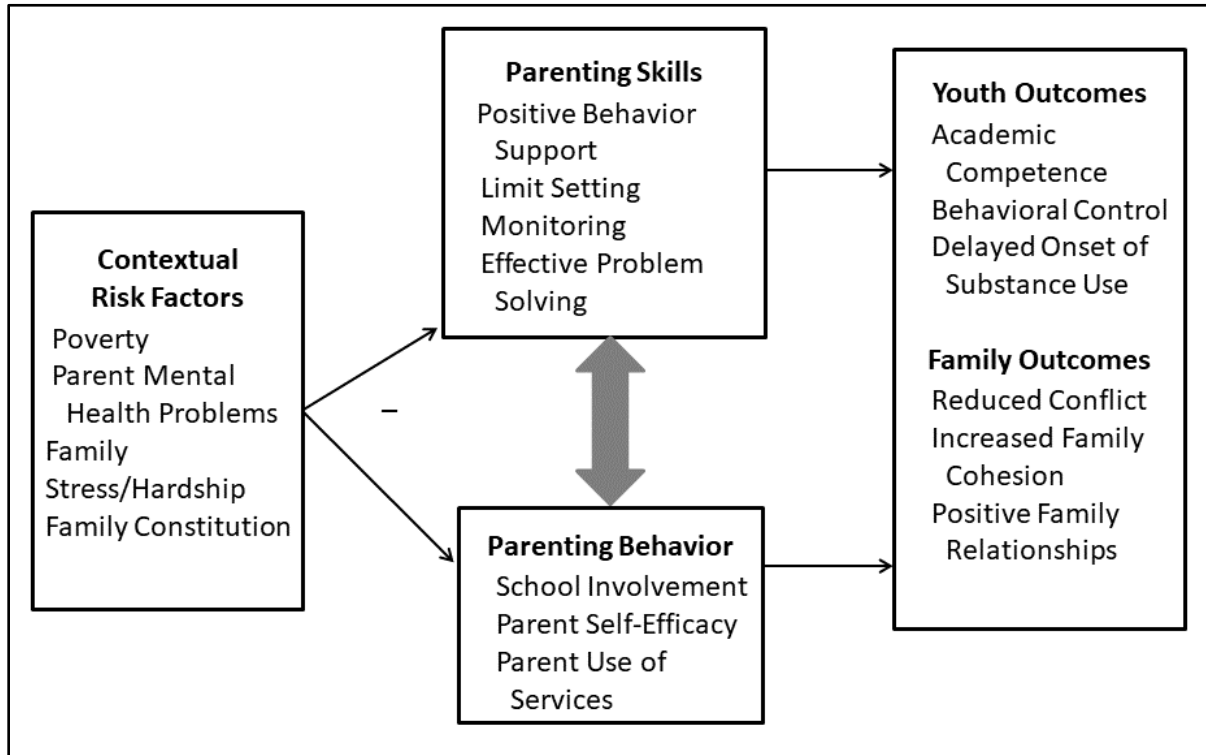 Contextual
Risk Factors
Poverty
Parent Mental
Health Problems
Family
Stress/Hardship
Family Constitution
–
Parenting Skills
Positive Behavior
Support
Limit Setting
Monitoring
Effective Problem
Solving
Parenting Behavior
School Involvement
Parent Self-Efficacy
Parent Use of
Services
Youth Outcomes
Academic
Competence
Behavioral Control
Delayed Onset of
Substance Use
Family Outcomes
Reduced Conflict
Increased Family
Cohesion
Positive Family
Relationships